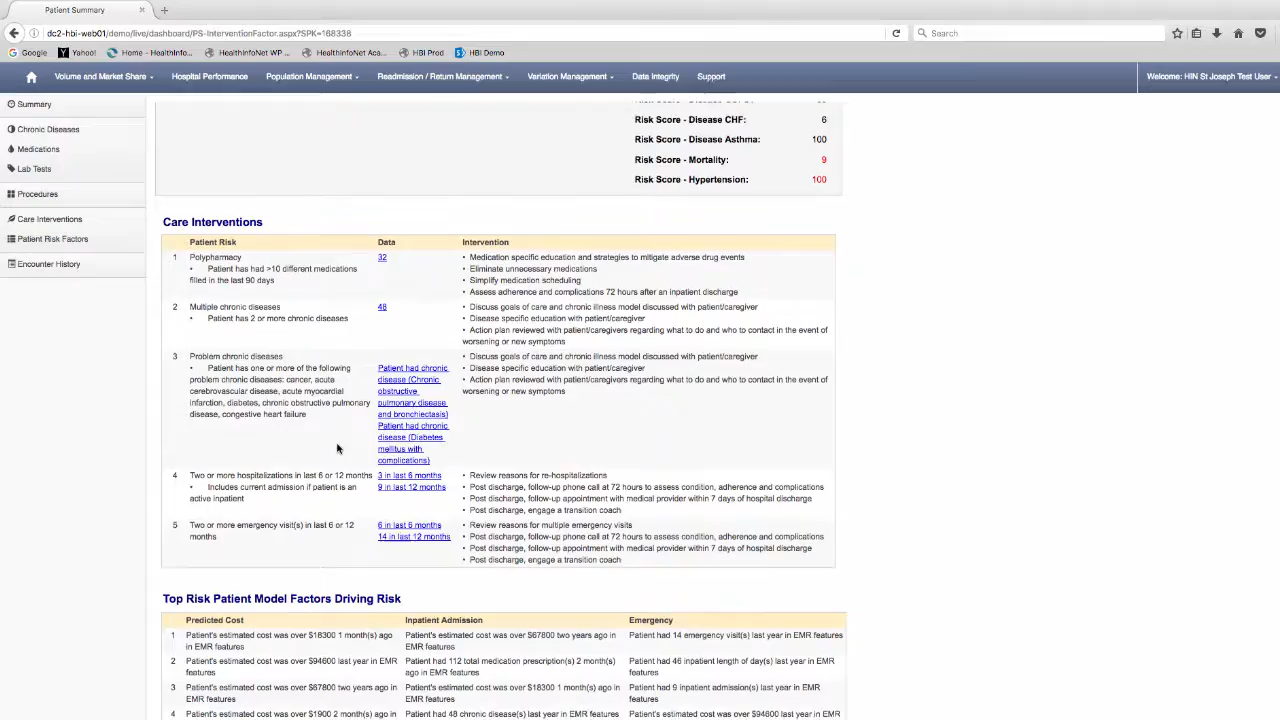 Patient Summary
dc2-hbi-web01/demo/live/dashboard/PS-InterventionFactor.aspx?SPK=168338
Search
Google Yahoo! Home - HealthInfo... HealthInfoNet WP ... HealthInfoNet Aca... HBI Prod HBI Demo
Volume and Market Share Hospital Performance Population Management Readmission / Return Management Variation Management Data Integrity Support Welcome: HIN St Joseph Test User
Summary
Chronic Diseases
Medications
Lab Tests
Procedures
Care Interventions
Patient Risk Factors
Encounter History
Risk Score - Disease CHF: 6
Risk Score - Disease Asthma: 100
Risk Score - Mortality: 9
Risk Score - Hypertension: 100
Care Interventions
Patient Risk Data Intervention
1 Polypharmacy 32 • Medication specific education and strategies to mitigate adverse drug events
• Patient has had >10 different medications • Eliminate unnecessary medications
filled in the last 90 days • Simplify medication scheduling
• Assess adherence and complications 72 hours after an inpatient discharge
2 Multiple chronic diseases 48 • Discuss goals of care and chronic illness model discussed with patient/caregiver
• Patient has 2 or more chronic diseases • Disease specific education with patient/caregiver
• Action plan reviewed with patient/caregivers regarding what to do and who to contact in the event of
worsening or new symptoms
3 Problem chronic diseases • Discuss goals of care and chronic illness model discussed with patient/caregiver
• Patient has one or more of the following Patient had chronic • Disease specific education with patient/caregiver
problem chronic diseases: cancer, acute disease (Chronic • Action plan reviewed with patient/caregivers regarding what to do and who to contact in the event of
cerebrovascular disease, acute myocardial obstructive worsening or new symptoms
infarction, diabetes, chronic obstructive pulmonary pulmonary disease
disease, congestive heart failure and bronchiectasis)
Patient had chronic
disease (Diabetes
mellitus with
complications)
4 Two or more hospitalizations in last 6 or 12 months 3 in last 6 months • Review reasons for re-hospitalizations
• Includes current admission if patient is an 9 in last 12 months • Post discharge, follow-up phone call at 72 hours to assess condition, adherence and complications
active inpatient • Post discharge, follow-up appointment with medical provider within 7 days of hospital discharge
• Post discharge, engage a transition coach
5 Two or more emergency visit(s) in last 6 or 12 6 in last 6 months • Review reasons for multiple emergency visits
months 14 in last 12 months • Post discharge, follow-up phone call at 72 hours to assess condition, adherence and complications
• Post discharge, follow-up appointment with medical provider within 7 days of hospital discharge
• Post discharge, engage a transition coach
Top Risk Patient Model Factors Driving Risk
Predicted Cost Inpatient Admission Emergency
1 Patient's estimated cost was over $18300 1 month(s) ago Patient's estimated cost was over $67800 two years ago in Patient had 14 emergency visit(s) last year in EMR features
in EMR features EMR features
2 Patient's estimated cost was over $94600 last year in EMR Patient had 112 total medication prescription(s) 2 month(s) Patient had 46 inpatient length of day(s) last year in EMR
features ago in EMR features features
3 Patient's estimated cost was over $67800 two years ago in Patient's estimated cost was over $18300 1 month(s) ago in Patient had 9 inpatient admission(s) last year in EMR
EMR features EMR features features
4 Patient's estimated cost was over $1900 2 month(s) ago Patient had 48 chronic disease(s) last year in EMR features Patient's estimated cost was over $94600 last year in EMR